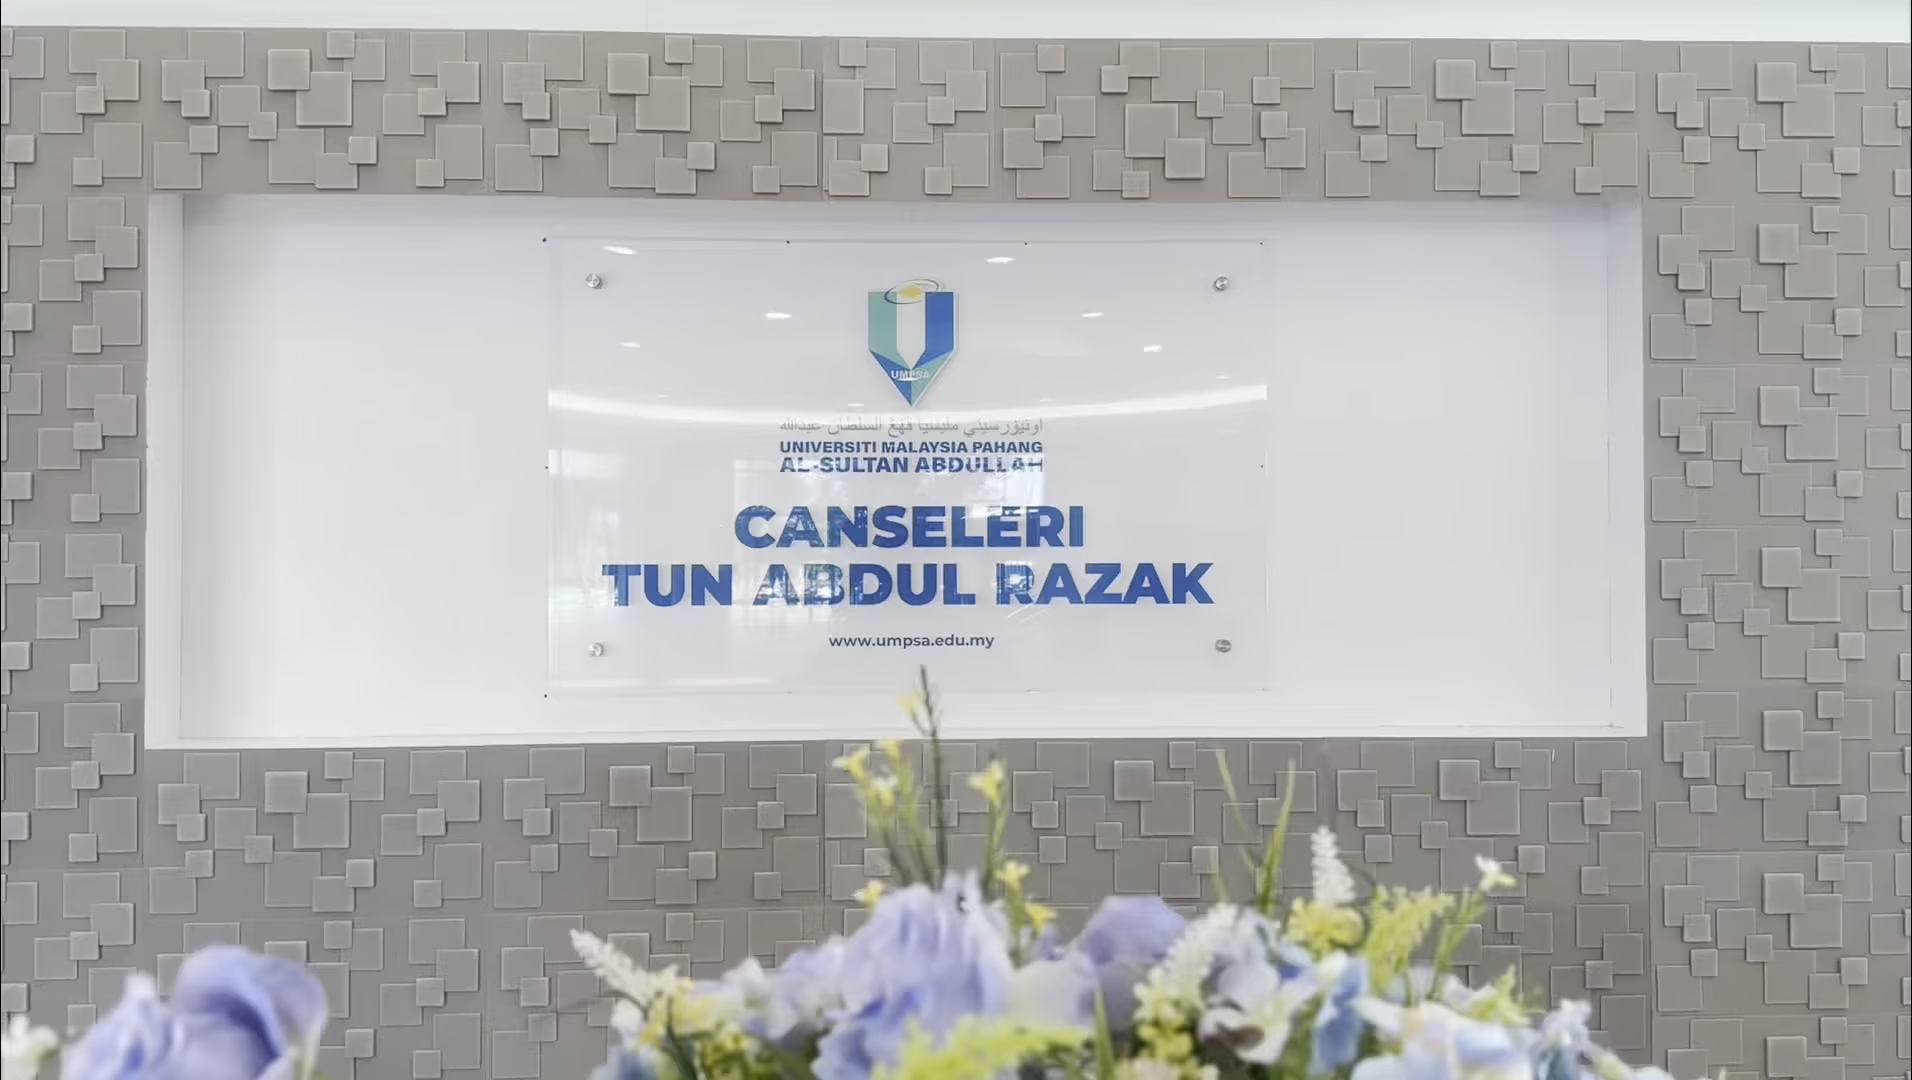 UMPSA
اونيۏرسيتي مليسيا ڤهڠ السلطان عبدالله
UNIVERSITI MALAYSIA PAHANG
AL-SULTAN ABDULLAH
CANSELERI
TUN ABDUL RAZAK
www.umpsa.edu.my